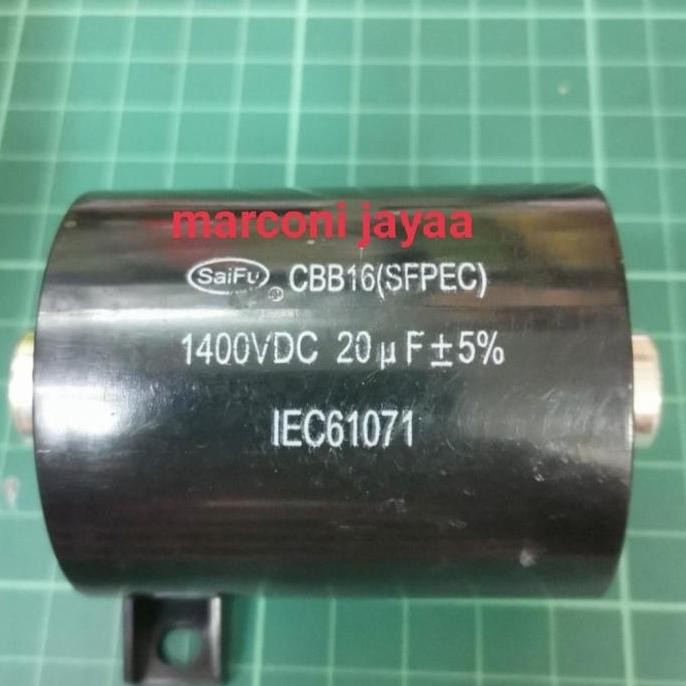 marconi jayaa
SaiFu ® CBB16(SFPEC)
1400VDC 20μF±5%
IEC61071